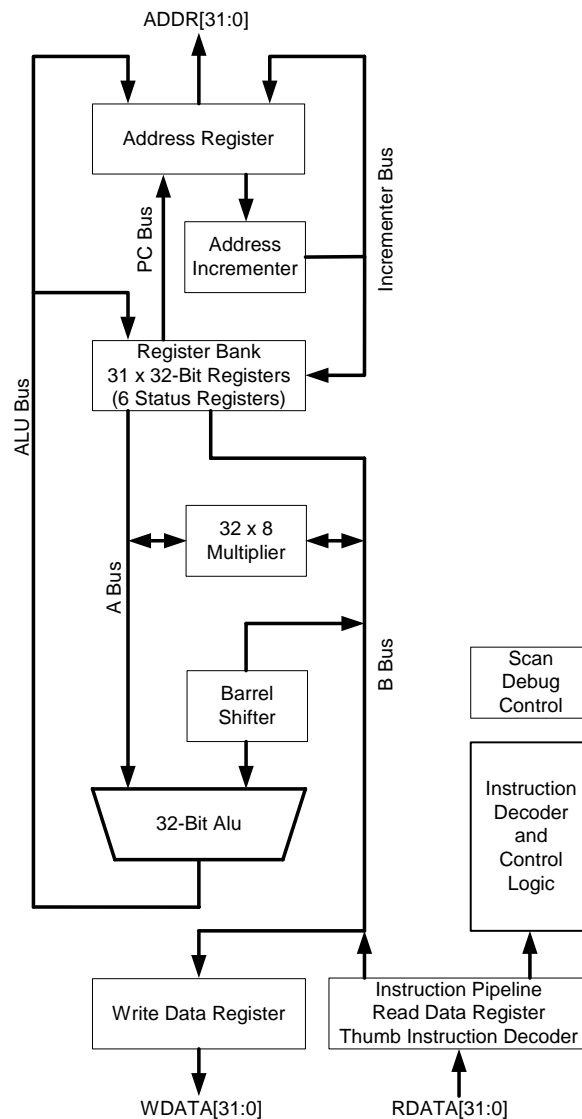 ADDR[31:0]
Address Register
PC Bus
Address
Incrementer
Incrementer Bus
Register Bank
31 x 32-Bit Registers
(6 Status Registers)
ALU Bus
32 x 8
Multiplier
A Bus
B Bus
Barrel
Shifter
Scan
Debug
Control
32-Bit Alu
Instruction
Decoder
and
Control
Logic
Write Data Register
Instruction Pipeline
Read Data Register
Thumb Instruction Decoder
WDATA[31:0]
RDATA[31:0]